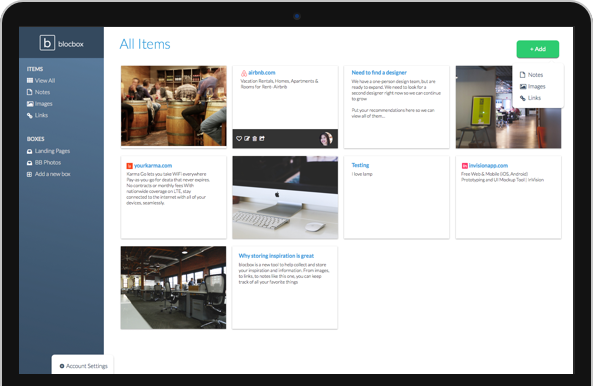 b blocbox
ITEMS
View All
Notes
Images
Links
BOXES
Landing Pages
BB Photos
Add a new box
Account Settings
All Items
+ Add
Notes
Images
Links
airbnb.com
Vacation Rentals, Homes, Apartments &
Rooms for Rent- Airbnb
Need to find a designer
We have a one person design team, but are
ready to expand. We need to look for a
second designer right now so we can continue
to grow
Put your recommendations here so we can
view all of them...
yourkarma.com
Karma Go lets you take WiFi everywhere
Pay as you go for deata that never expires.
No contracts or monthly fees With
nationwide coverage on LTE, stay
connected to the internet with all of your
devices, seamlessly.
Testing
I love temp
in invisionapp.com
Free Web & Mobile (iOS, Android)
Prototyping and UI Mockup Tool | InVision
Why storing inspiration is great
blocbox is a new tool to help collect and store
your inspiration and information. From images,
to links, to notes like this one, you can keep
track of all your favorite things